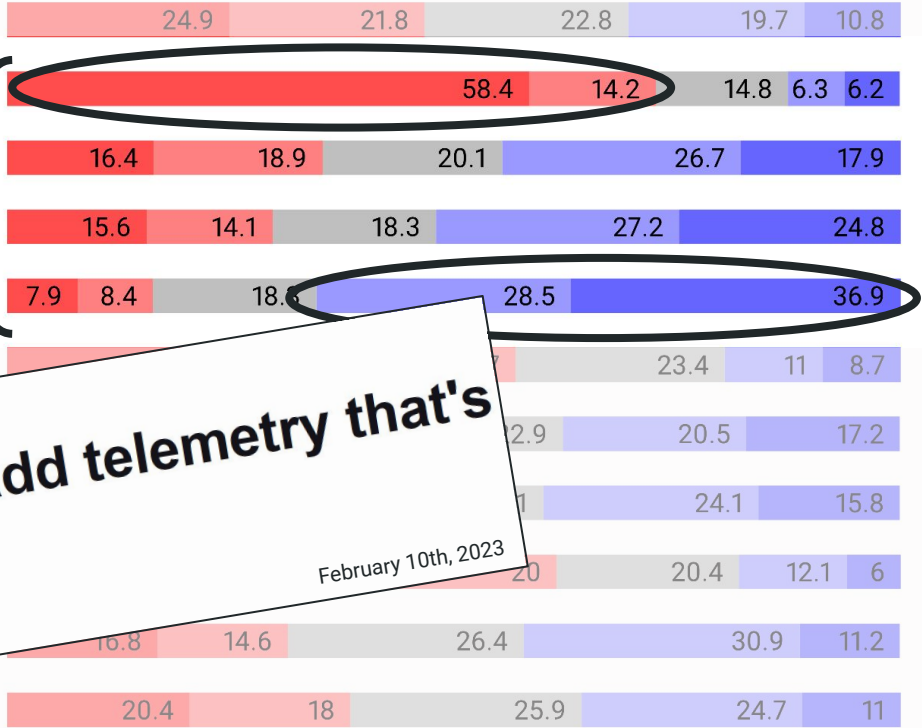 24.9 21.8 22.8 19.7 10.8
58.4 14.2 14.8 6.3 6.2
16.4 18.9 20.1 26.7 17.9
15.6 14.1 18.3 27.2 24.8
7.9 8.4 28.5 36.9
23.4 11 8.7
20.5 17.2
telemetry that's
24.1 15.8
February 10th, 2023
20 20.4 12.1 6
16.8 14.6 26.4 30.9 11.2
20.4 18 25.9 24.7 11